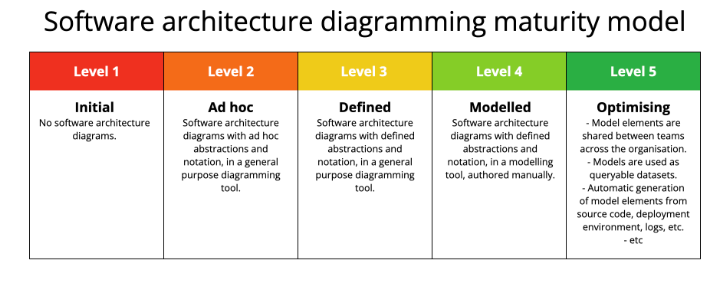 Software architecture diagramming maturity model
Level 1
Level 2
Level 3
Level 4
Level 5
Initial
No software architecture
diagrams.
Ad hoc
Software architecture
diagrams with ad hoc
abstractions and
notation, in a general
purpose diagramming
tool.
Defined
Software architecture
diagrams with defined
abstractions and
notation, in a general
purpose diagramming
tool.
Modelled
Software architecture
diagrams with defined
abstractions and
notation, in a modelling
tool, authored manually.
Optimising
- Model elements are
shared between teams
across the organisation.
- Models are used as
queryable datasets.
- Automatic generation
of model elements from
source code, deployment
environment, logs, etc.
- etc